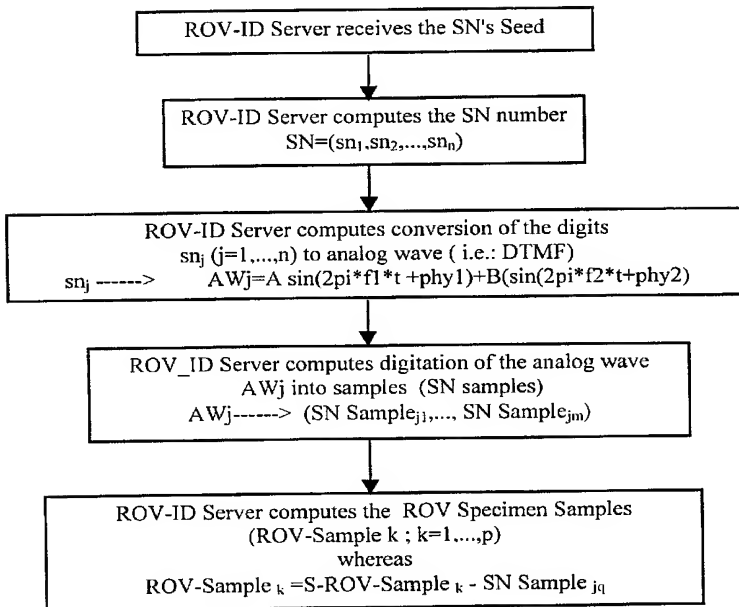 ROV-ID Server receives the SN's Seed
ROV-ID Server computes the SN number
SN=(sn₁,sn₂,...,snₙ)
ROV-ID Server computes conversion of the digits
snⱼ (j=1,...,n) to analog wave ( i.e.: DTMF)
snⱼ ------> AWj=A sin(2pi*f1*t +phy1)+B(sin(2pi*f2*t+phy2)
ROV_ID Server computes digitation of the analog wave
AWj into samples (SN samples)
AWj------> (SN Sampleⱼ₁,..., SN Sampleⱼₘ)
ROV-ID Server computes the ROV Specimen Samples
(ROV-Sample k ; k=1,...,p)
whereas
ROV-Sample ₖ =S-ROV-Sample ₖ - SN Sample jq